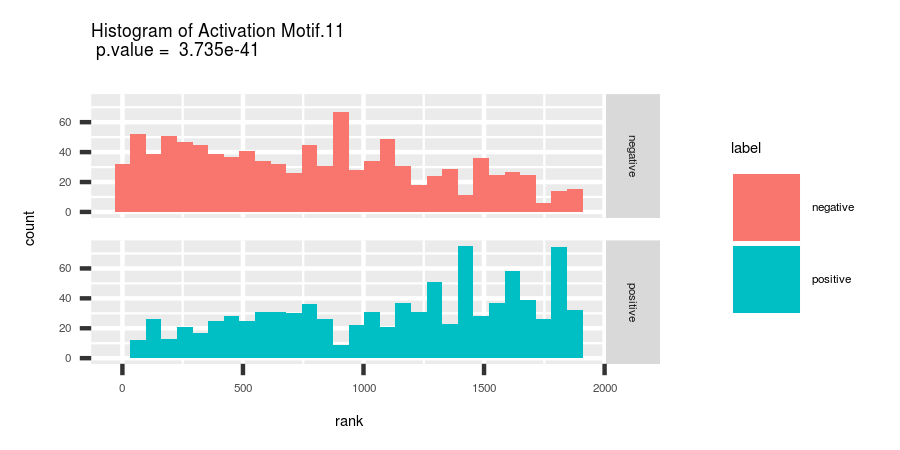 Histogram of Activation Motif.11
p.value = 3.735e-41
count
60
40
20
0
negative
60
40
20
0
positive
0 500 1000 1500 2000
rank
label
negative
positive